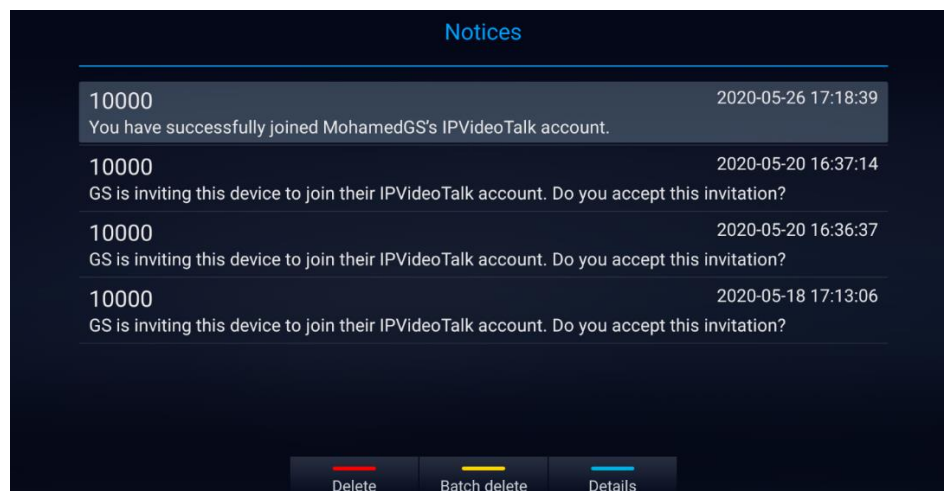 Notices
10000 2020-05-26 17:18:39
You have successfully joined MohamedGS's IPVideoTalk account.
10000 2020-05-20 16:37:14
GS is inviting this device to join their IPVideoTalk account. Do you accept this invitation?
10000 2020-05-20 16:36:37
GS is inviting this device to join their IPVideoTalk account. Do you accept this invitation?
10000 2020-05-18 17:13:06
GS is inviting this device to join their IPVideoTalk account. Do you accept this invitation?
Delete Batch delete Details